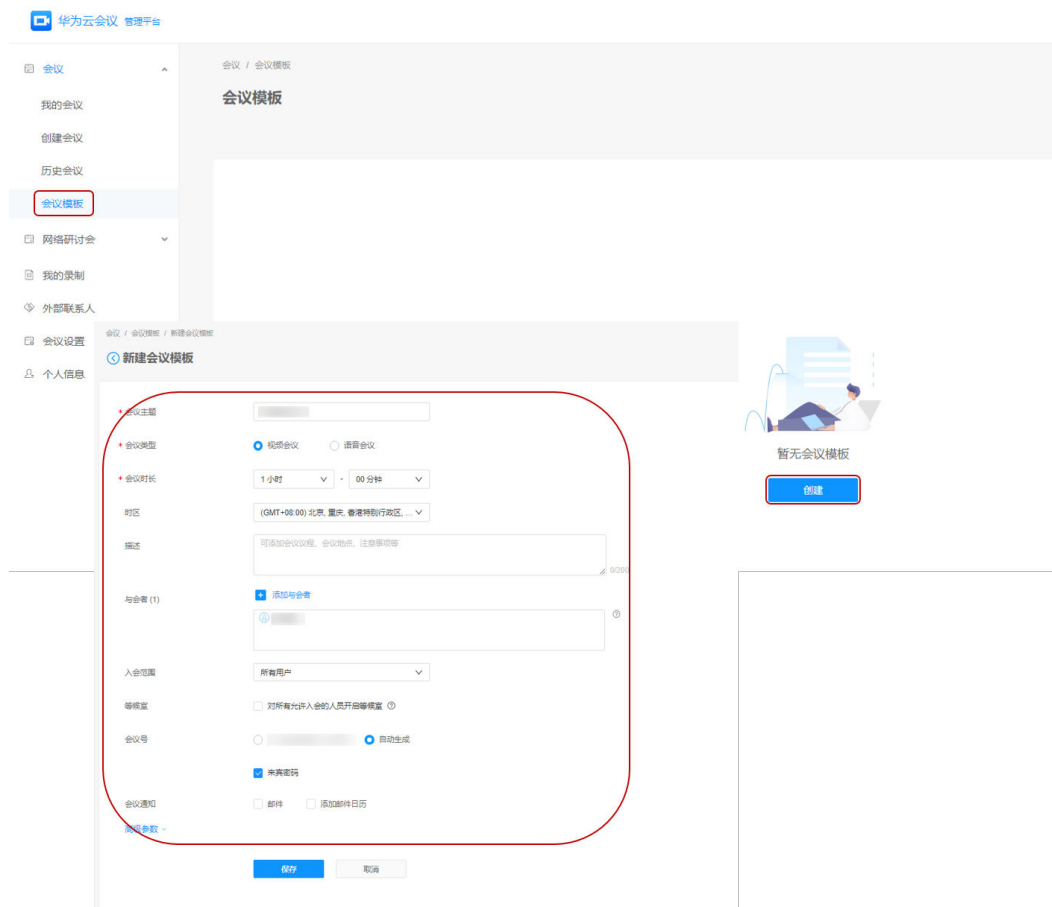 华为云会议 管理平台
会议
会议 / 会议模板
会议模板
我的会议
创建会议
历史会议
会议模板
网络研讨会
我的录制
外部联系人
会议设置
个人信息
会议 / 会议模板 / 新建会议模板
新建会议模板
* 会议主题
* 会议类型
视频会议
语音会议
* 会议时长
1 小时 - 00 分钟
时区
(GMT+08:00) 北京, 重庆, 香港特别行政区, ...
描述
可添加会议议程、会议地点、注意事项等
0/200
与会者 (1)
添加与会者
入会范围
所有用户
等候室
对所有允许入会的人员开启等候室
会议号
自动生成
来宾密码
会议通知
邮件
添加邮件日历
高级参数
保存
取消
暂无会议模板
创建